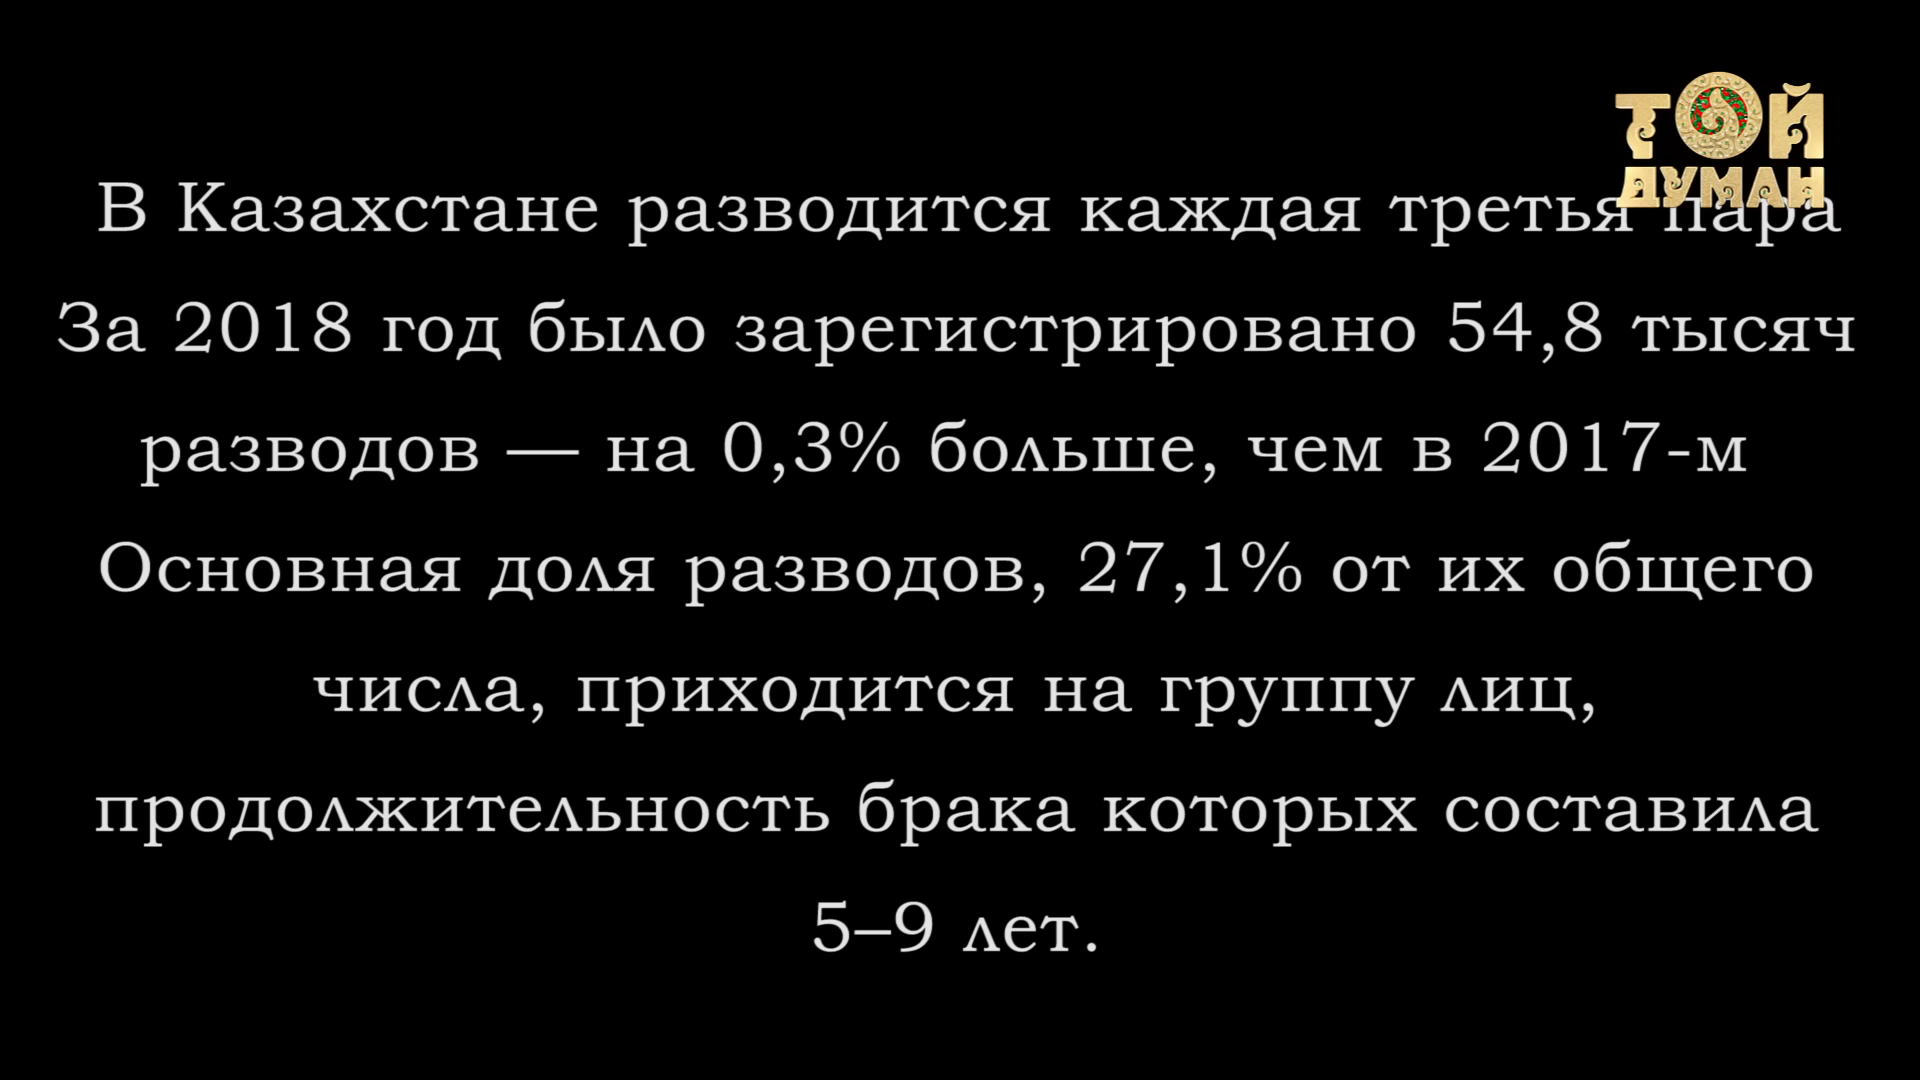 ТОЙ
ДУМАН
В Казахстане разводится каждая третья пара
За 2018 год было зарегистрировано 54,8 тысяч
разводов — на 0,3% больше, чем в 2017-м
Основная доля разводов, 27,1% от их общего
числа, приходится на группу лиц,
продолжительность брака которых составила
5–9 лет.